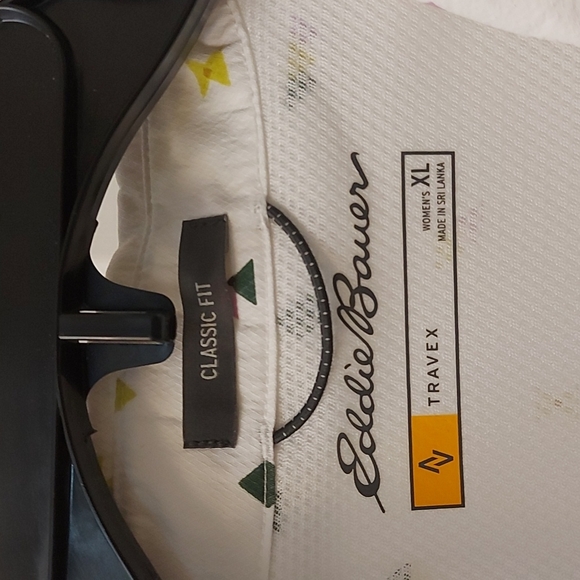 CLASSIC FIT
Eddie Bauer
TRAVEX
WOMEN'S XL
MADE IN SRI LANKA